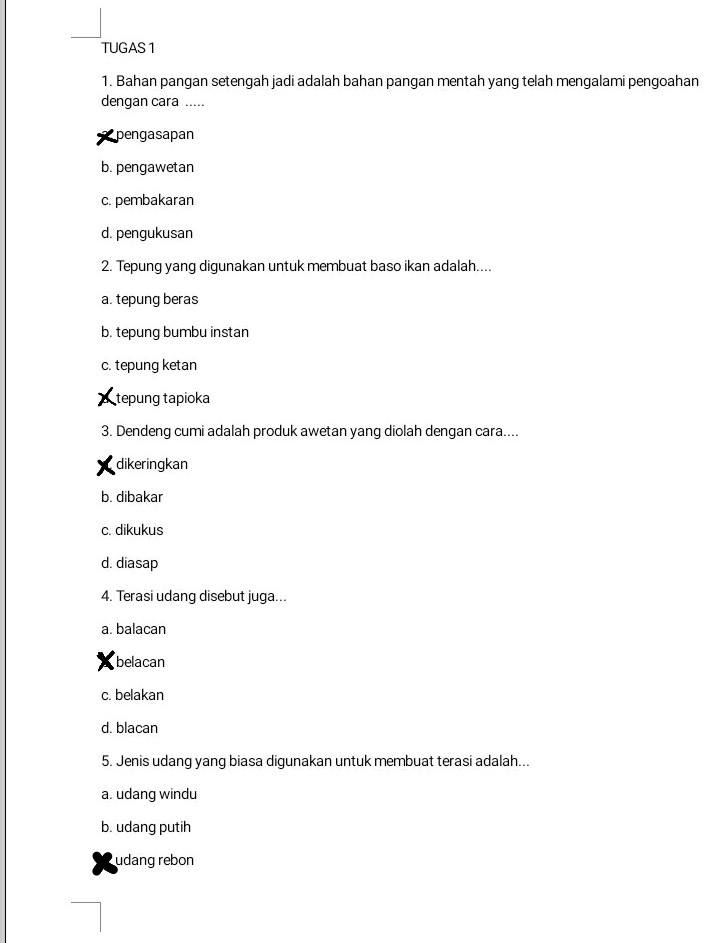 TUGAS 1
1. Bahan pangan setengah jadi adalah bahan pangan mentah yang telah mengalami pengoahan
dengan cara .....
pengasapan
b. pengawetan
c. pembakaran
d. pengukusan
2. Tepung yang digunakan untuk membuat baso ikan adalah....
a. tepung beras
b. tepung bumbu instan
c. tepung ketan
tepung tapioka
3. Dendeng cumi adalah produk awetan yang diolah dengan cara....
dikeringkan
b. dibakar
c. dikukus
d. diasap
4. Terasi udang disebut juga...
a. balacan
belacan
c. belakan
d. blacan
5. Jenis udang yang biasa digunakan untuk membuat terasi adalah...
a. udang windu
b. udang putih
udang rebon